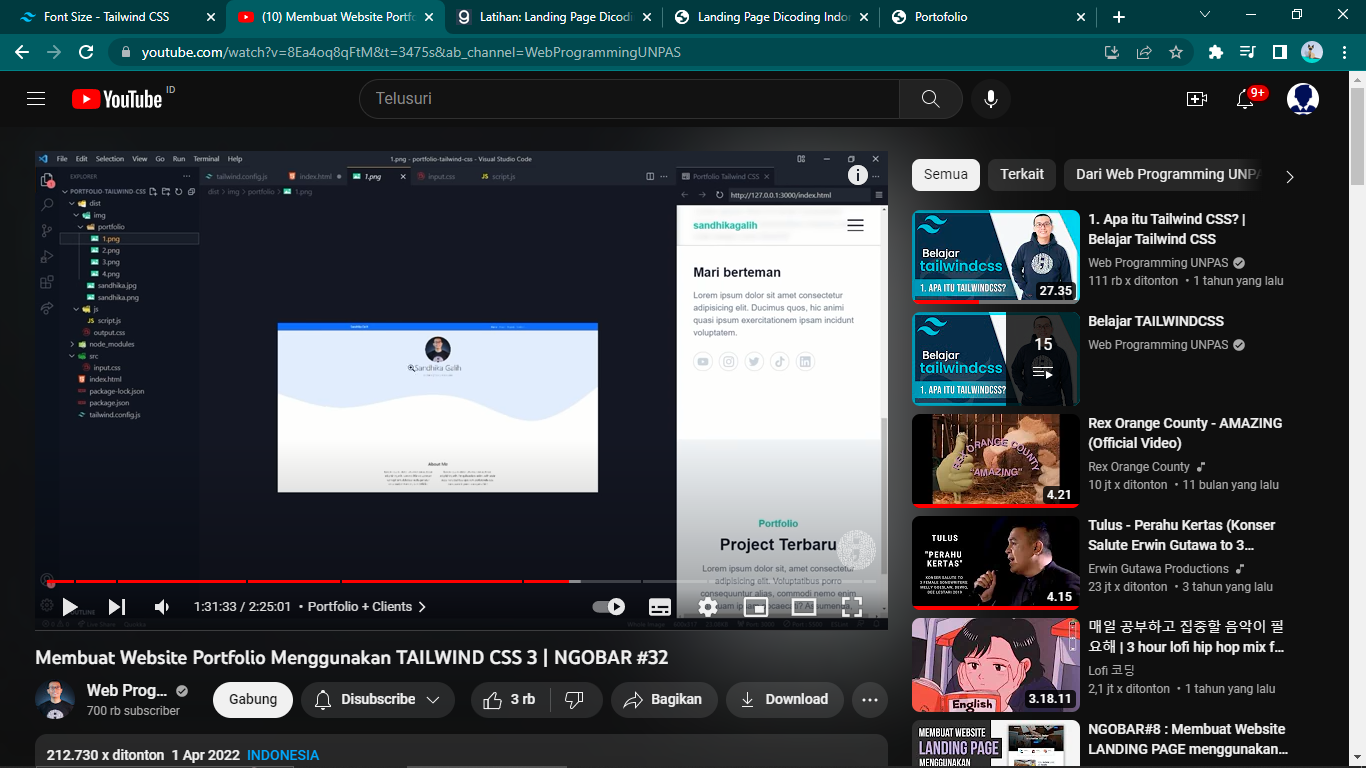 Font Size - Tailwind CSS
(10) Membuat Website Portfo
Latihan: Landing Page Dicodi
Landing Page Dicoding Indon
Portofolio
youtube.com/watch?v=8Ea4oq8qFtM&t=3475s&ab_channel=WebProgrammingUNPAS
YouTube ID
Telusuri
9+
File Edit Selection View Go Run Terminal Help
1.png - portfolio-tailwind-css - Visual Studio Code
EXPLORER
tailwind.config.js
index.html
1.png
input.css
script.js
Portfolio Tailwind CSS
PORTFOLIO-TAILWIND-CSS
dist > img > portfolio > 1.png
http://127.0.0.1:3000/index.html
dist
img
portfolio
1.png
2.png
3.png
4.png
sandhika.jpg
sandhika.png
js
script.js
output.css
node_modules
src
input.css
index.html
package-lock.json
package.json
tailwind.config.js
Sandhika Galih
About Me
sandhikagalih
Mari berteman
Lorem ipsum dolor sit amet consectetur
adipisicing elit. Ducimus quos, hic animi
quasi ipsum exercitationem ipsam incidunt
voluptatem.
Portfolio
Project Terbaru
Lorem ipsum dolor sit, amet consectetur
adipisicing elit. Voluptatibus porro
consequuntur alias, comodi nemo enim
1:31:33 / 2:25:01 • Portfolio + Clients
Membuat Website Portfolio Menggunakan TAILWIND CSS 3 | NGOBAR #32
Web Prog...
700 rb subscriber
Gabung
Disubscribe
3 rb
Bagikan
Download
212.730 x ditonton 1 Apr 2022 INDONESIA
Semua
Terkait
Dari Web Programming UNPA
Belajar
tailwindcss
1. APA ITU TAILWINDCSS?
27.35
1. Apa itu Tailwind CSS? |
Belajar Tailwind CSS
Web Programming UNPAS
111 rb x ditonton • 1 tahun yang lalu
Belajar
tailwindcss
1. APA ITU TAILWINDCSS?
15
Belajar TAILWINDCSS
Web Programming UNPAS
REX ORANGE COUNTY
"AMAZING"
4.21
Rex Orange County - AMAZING
(Official Video)
Rex Orange County
10 jt x ditonton • 11 bulan yang lalu
TULUS
"PERAHU
KERTAS"
KONSER SALUTE TO
3 FEMALE SONGWRITERS
MELLY GOESLAW, DEWIQ,
DEE LESTARI 2019
4.15
Tulus - Perahu Kertas (Konser
Salute Erwin Gutawa to 3...
Erwin Gutawa Productions
23 jt x ditonton • 3 tahun yang lalu
English
3.18.11
매일 공부하고 집중할 음악이 필
요해 | 3 hour lofi hip hop mix f...
Lofi 코딩
2,1 jt x ditonton • 1 tahun yang lalu
MEMBUAT WEBSITE
LANDING PAGE
MENGGUNAKAN
NGOBAR#8 : Membuat Website
LANDING PAGE menggunakan...